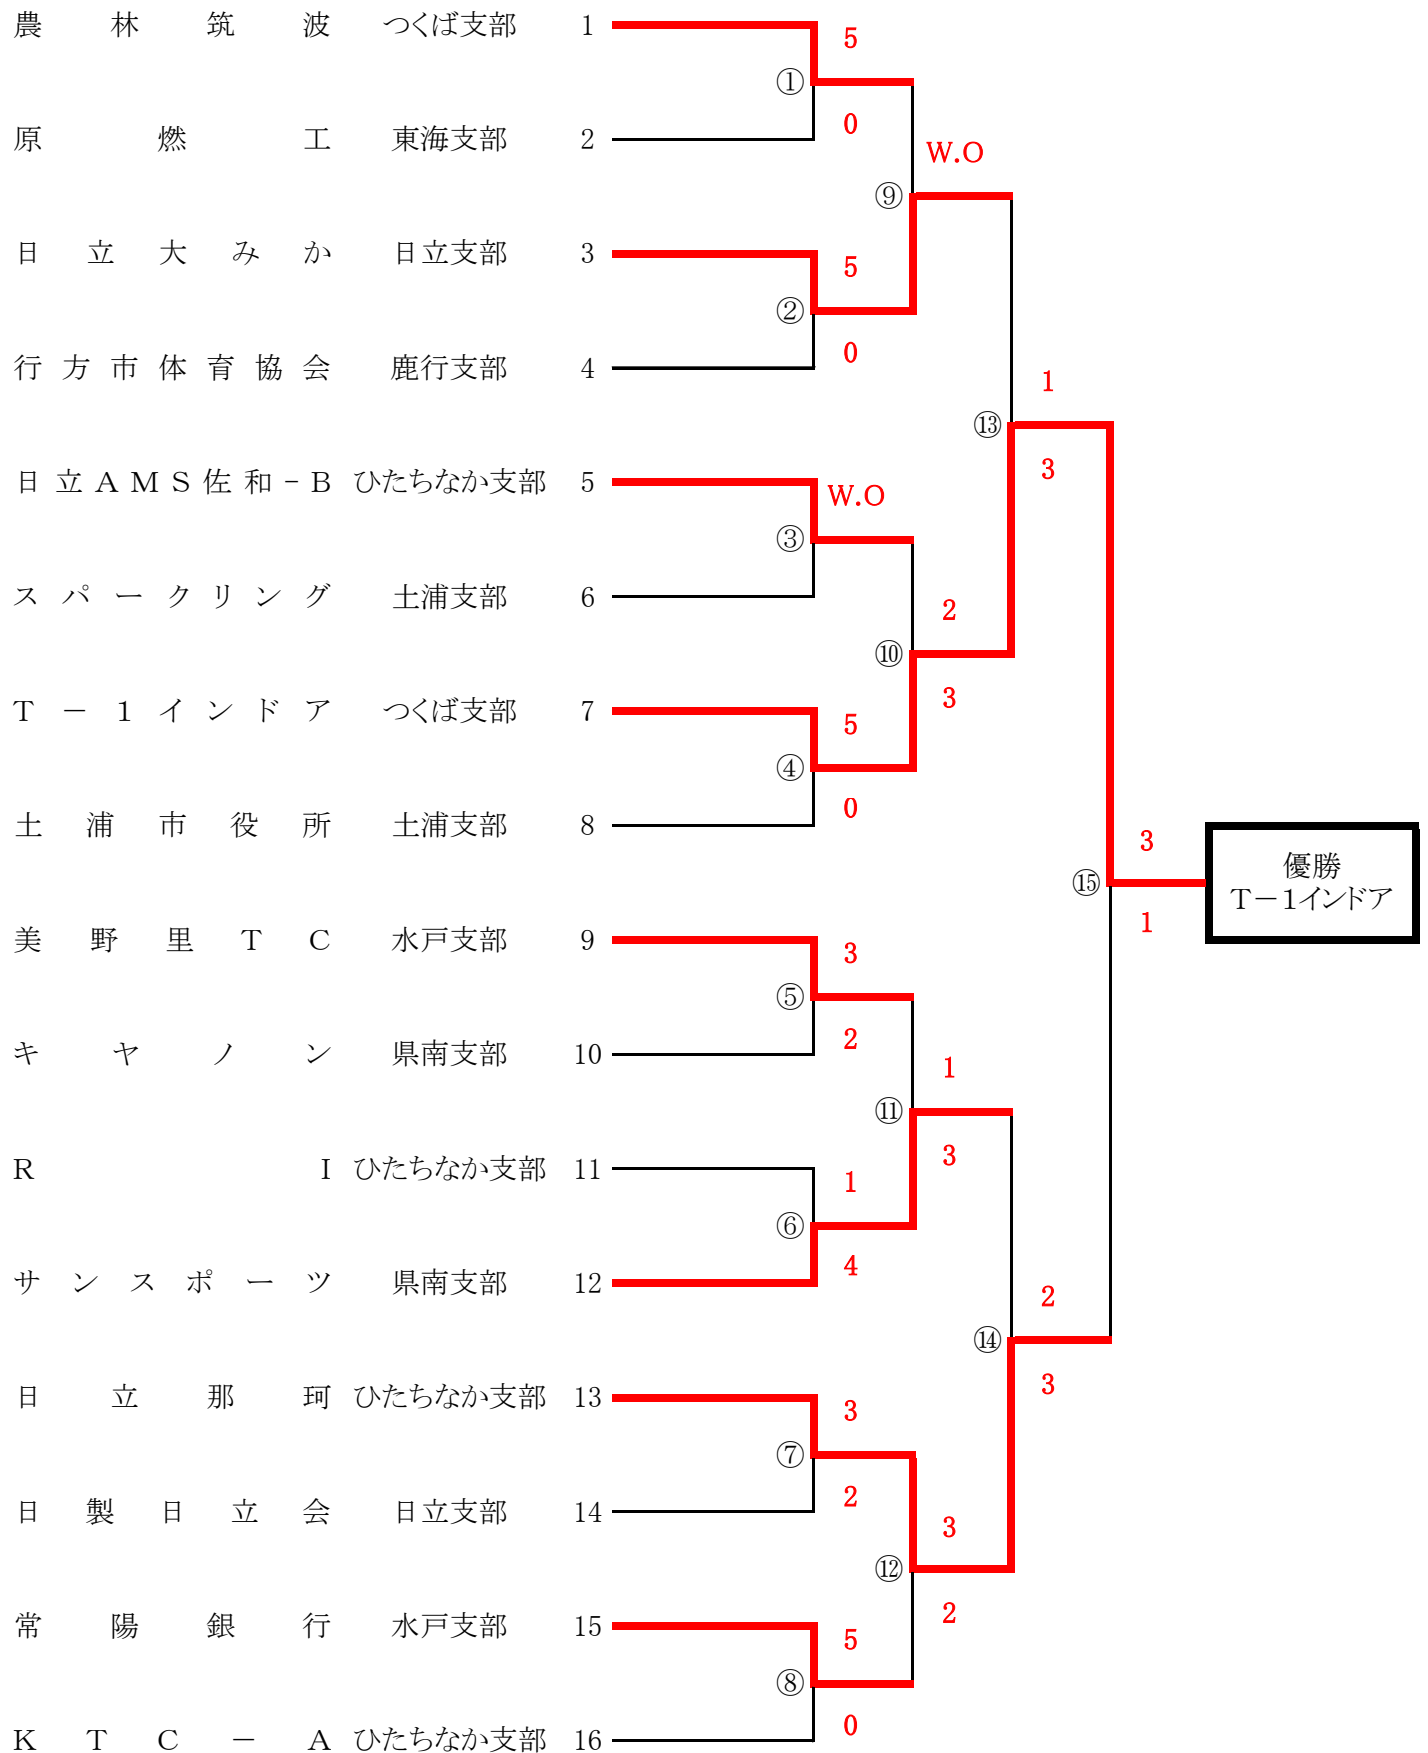 農林筑波 つくば支部 1
5
①
0
原燃工 東海支部 2
W.O
⑨
日立大みか 日立支部 3
5
②
0
行方市体育協会 鹿行支部 4
1
⑬
3
日立AMS佐和-B ひたちなか支部 5
W.O
③
スパークリング 土浦支部 6
2
⑩
3
T－1インドア つくば支部 7
5
④
0
土浦市役所 土浦支部 8
3
⑮
1
優勝
T－1インドア
美野里TC 水戸支部 9
3
⑤
2
キヤノン 県南支部 10
1
⑪
3
RI ひたちなか支部 11
1
⑥
4
サンスポーツ 県南支部 12
2
⑭
3
日立那珂 ひたちなか支部 13
3
⑦
2
日製日立会 日立支部 14
3
⑫
2
常陽銀行 水戸支部 15
5
⑧
0
KTC－A ひたちなか支部 16